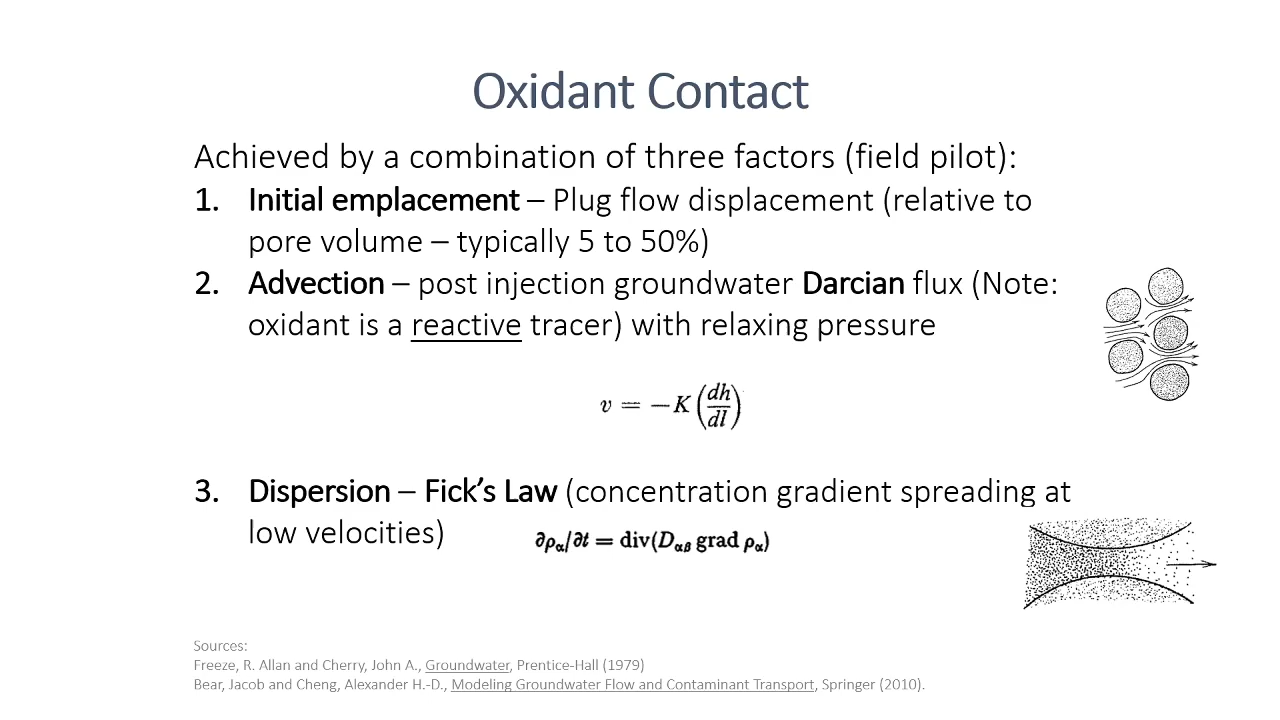 Oxidant Contact
Achieved by a combination of three factors (field pilot):
1. Initial emplacement – Plug flow displacement (relative to
pore volume – typically 5 to 50%)
2. Advection – post injection groundwater Darcian flux (Note:
oxidant is a reactive tracer) with relaxing pressure
v = −K(dh/dl)
3. Dispersion – Fick's Law (concentration gradient spreading at
low velocities)
∂ρα/∂t = div(Dαβ grad ρα)
Sources:
Freeze, R. Allan and Cherry, John A., Groundwater, Prentice-Hall (1979)
Bear, Jacob and Cheng, Alexander H.-D., Modeling Groundwater Flow and Contaminant Transport, Springer (2010).